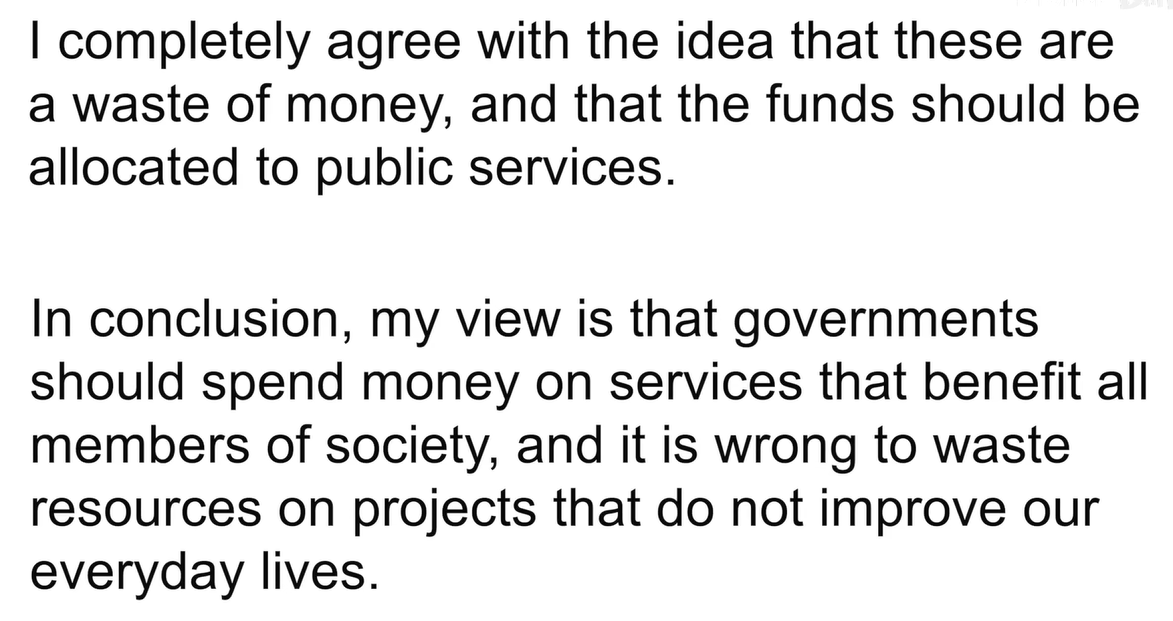 I completely agree with the idea that these are
a waste of money, and that the funds should be
allocated to public services.
In conclusion, my view is that governments
should spend money on services that benefit all
members of society, and it is wrong to waste
resources on projects that do not improve our
everyday lives.